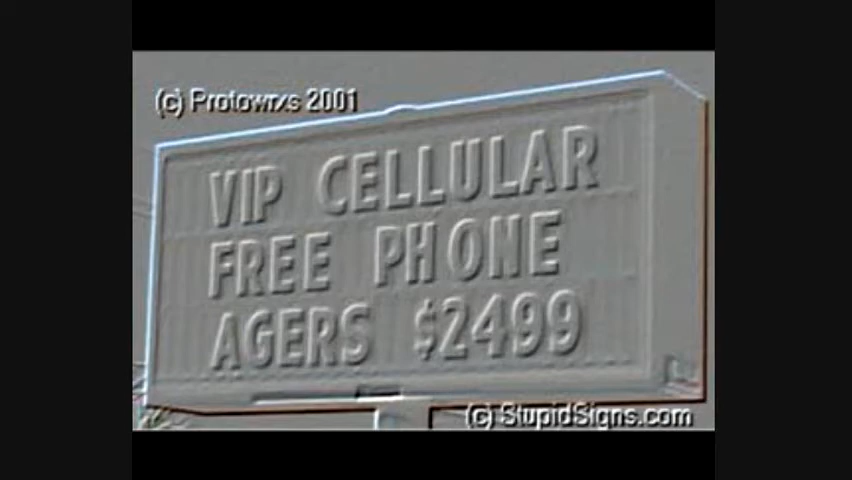 (c) Protowrxs 2001
VIP CELLULAR
FREE PHONE
AGERS $2499
(c) StupidSigns.com